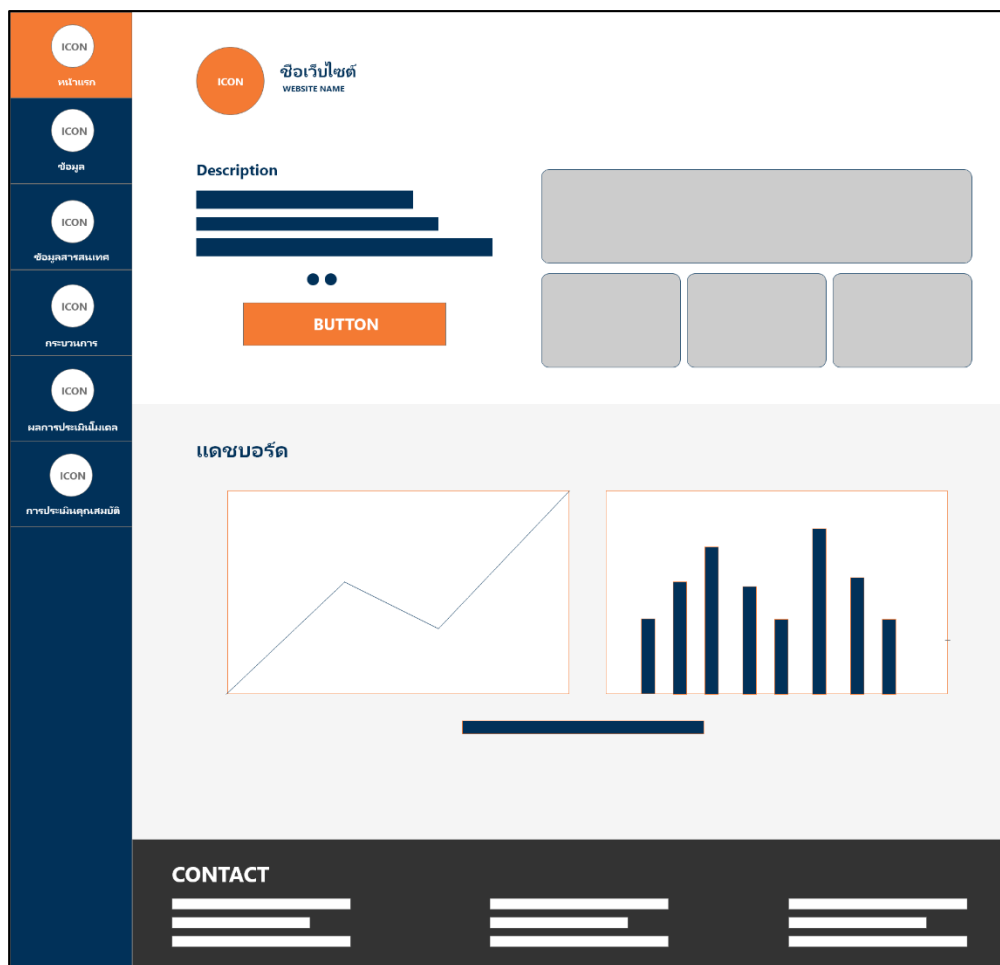 ICON
หน้าแรก
ICON
ข้อมูล
ICON
ข้อมูลสารสนเทศ
ICON
กระบวนการ
ICON
ผลการประเมินโมเดล
ICON
การประเมินคุณสมบัติ
ICON
ชื่อเว็บไซต์
WEBSITE NAME
Description
BUTTON
แดชบอร์ด
CONTACT